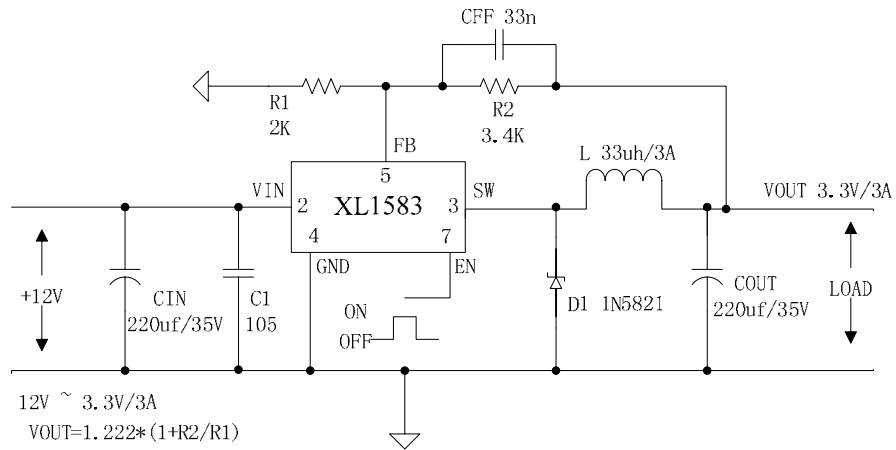 CFF 33n
R1
2K
R2
3.4K
FB
5
L 33uh/3A
VIN
SW
VOUT 3.3V/3A
2
XL1583
3
4
7
GND
EN
+12V
CIN
220uf/35V
C1
105
ON
OFF
D1 1N5821
COUT
220uf/35V
LOAD
12V ~ 3.3V/3A
VOUT=1.222*(1+R2/R1)